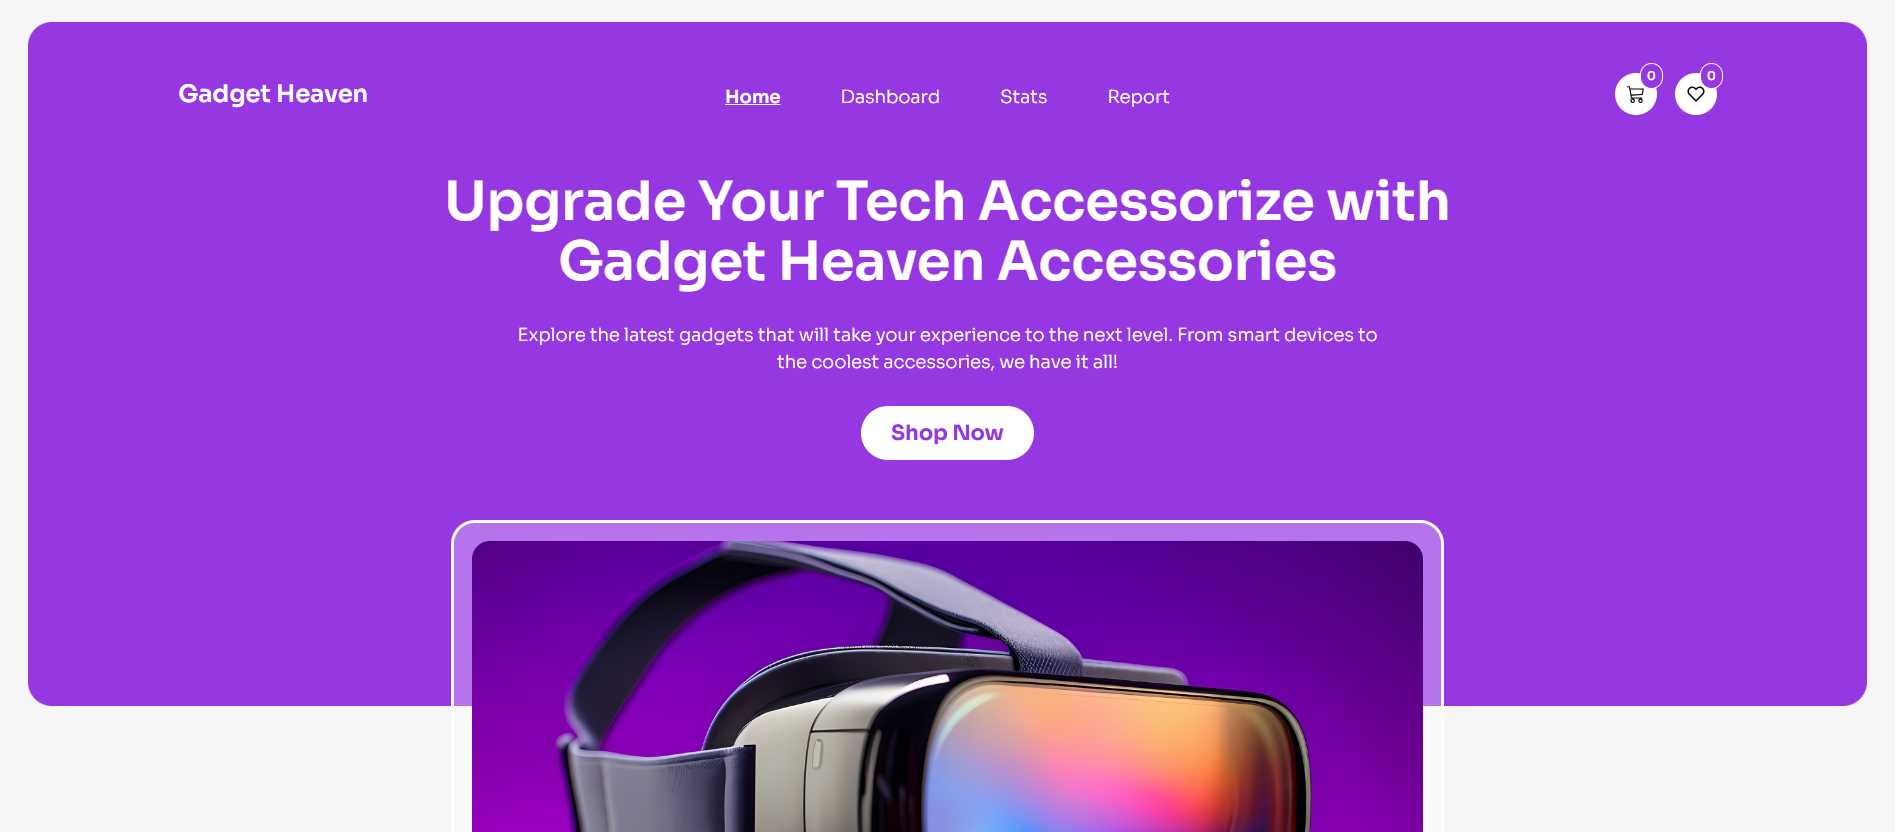 Gadget Heaven
Home Dashboard Stats Report
0 0
Upgrade Your Tech Accessorize with
Gadget Heaven Accessories
Explore the latest gadgets that will take your experience to the next level. From smart devices to
the coolest accessories, we have it all!
Shop Now